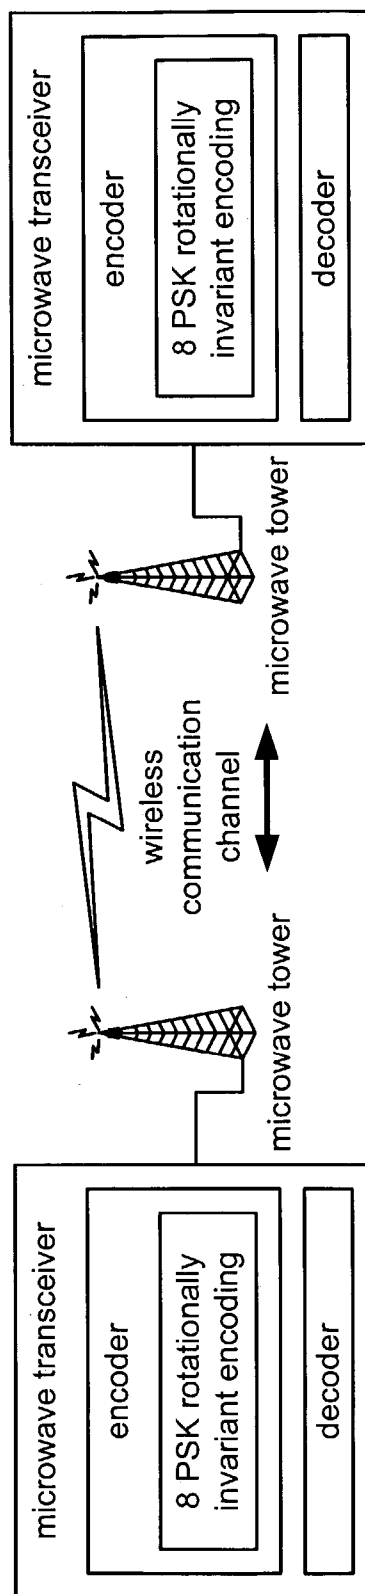 microwave transceiver
encoder
8 PSK rotationally
invariant encoding
decoder
microwave tower
wireless
communication
channel
microwave tower
microwave transceiver
encoder
8 PSK rotationally
invariant encoding
decoder